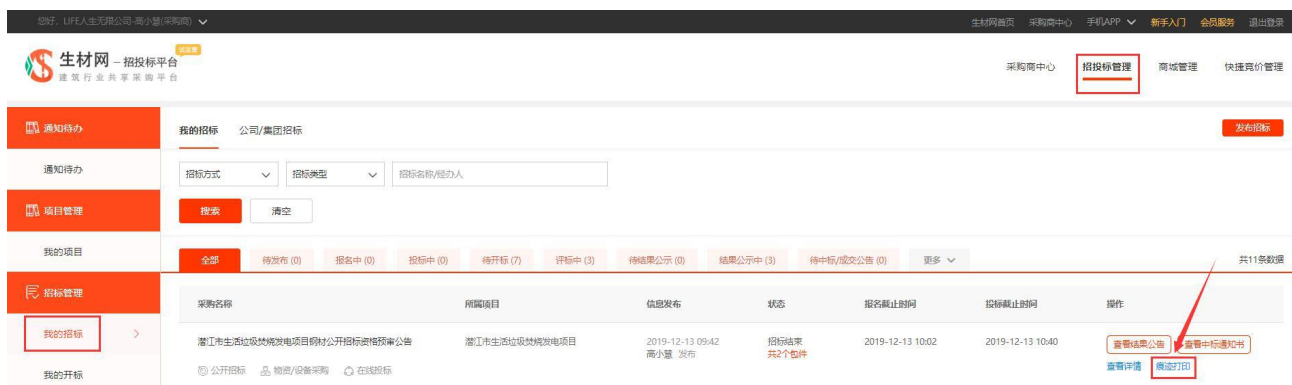 您好，LIFE人生无限公司-高小慧(采购商)
生材网首页 采购商中心 手机APP 新手入门 会员服务 退出登录
生材网 – 招投标平台 试运营
建筑行业共享采购平台
采购商中心 招投标管理 商城管理 快捷竞价管理
通知待办
我的招标 公司/集团招标 发布招标
通知待办
招标方式 招标类型 招标名称/经办人
项目管理
搜索 清空
我的项目
全部 待发布 (0) 报名中 (0) 投标中 (0) 待开标 (7) 评标中 (3) 待结果公示 (0) 结果公示中 (3) 待中标/成交公告 (0) 更多 共11条数据
招标管理
采购名称 所属项目 信息发布 状态 报名截止时间 投标截止时间 操作
我的招标
潜江市生活垃圾焚烧发电项目钢材公开招标资格预审公告 潜江市生活垃圾焚烧发电项目 2019-12-13 09:42 招标结束 2019-12-13 10:02 2019-12-13 10:40 查看结果公告 查看中标通知书
高小慧 发布 共2个包件
公开招标 物资/设备采购 在线投标 查看详情 痕迹打印
我的开标